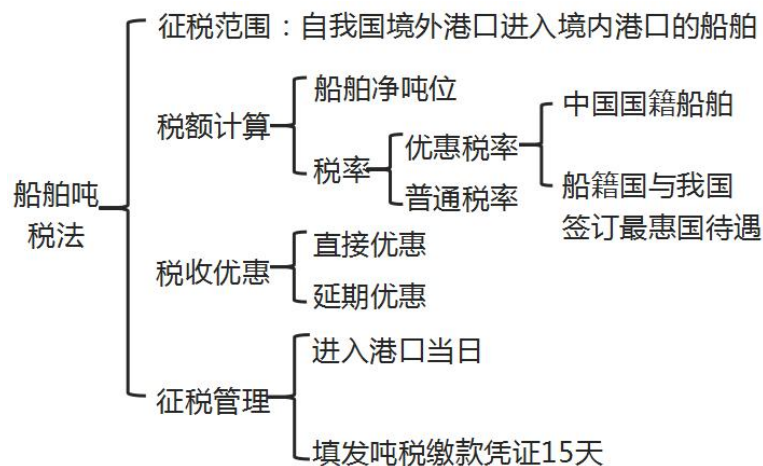 船舶吨
税法
征税范围：自我国境外港口进入境内港口的船舶
税额计算
船舶净吨位
税率
优惠税率
中国国籍船舶
船籍国与我国
签订最惠国待遇
普通税率
税收优惠
直接优惠
延期优惠
征税管理
进入港口当日
填发吨税缴款凭证15天